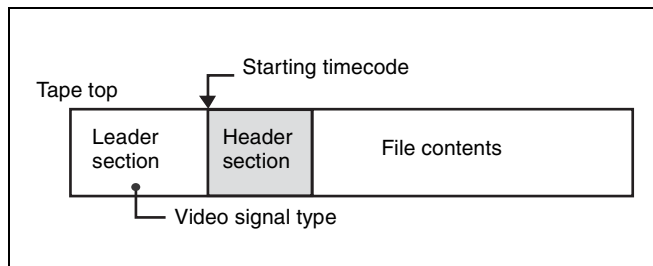 Starting timecode
Tape top
Leader
section
Header
section
File contents
Video signal type